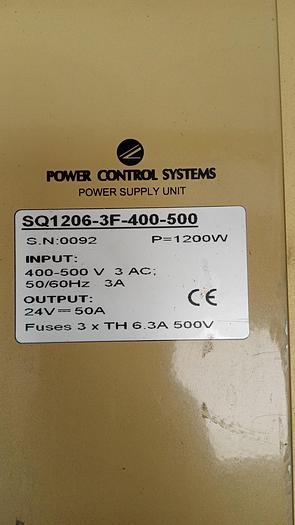 POWER CONTROL SYSTEMS
POWER SUPPLY UNIT
SQ1206-3F-400-500
S.N:0092 P=1200W
INPUT:
400-500 V 3 AC;
50/60Hz 3A
OUTPUT:
24V⎓50A
Fuses 3 x TH 6.3A 500V
CE